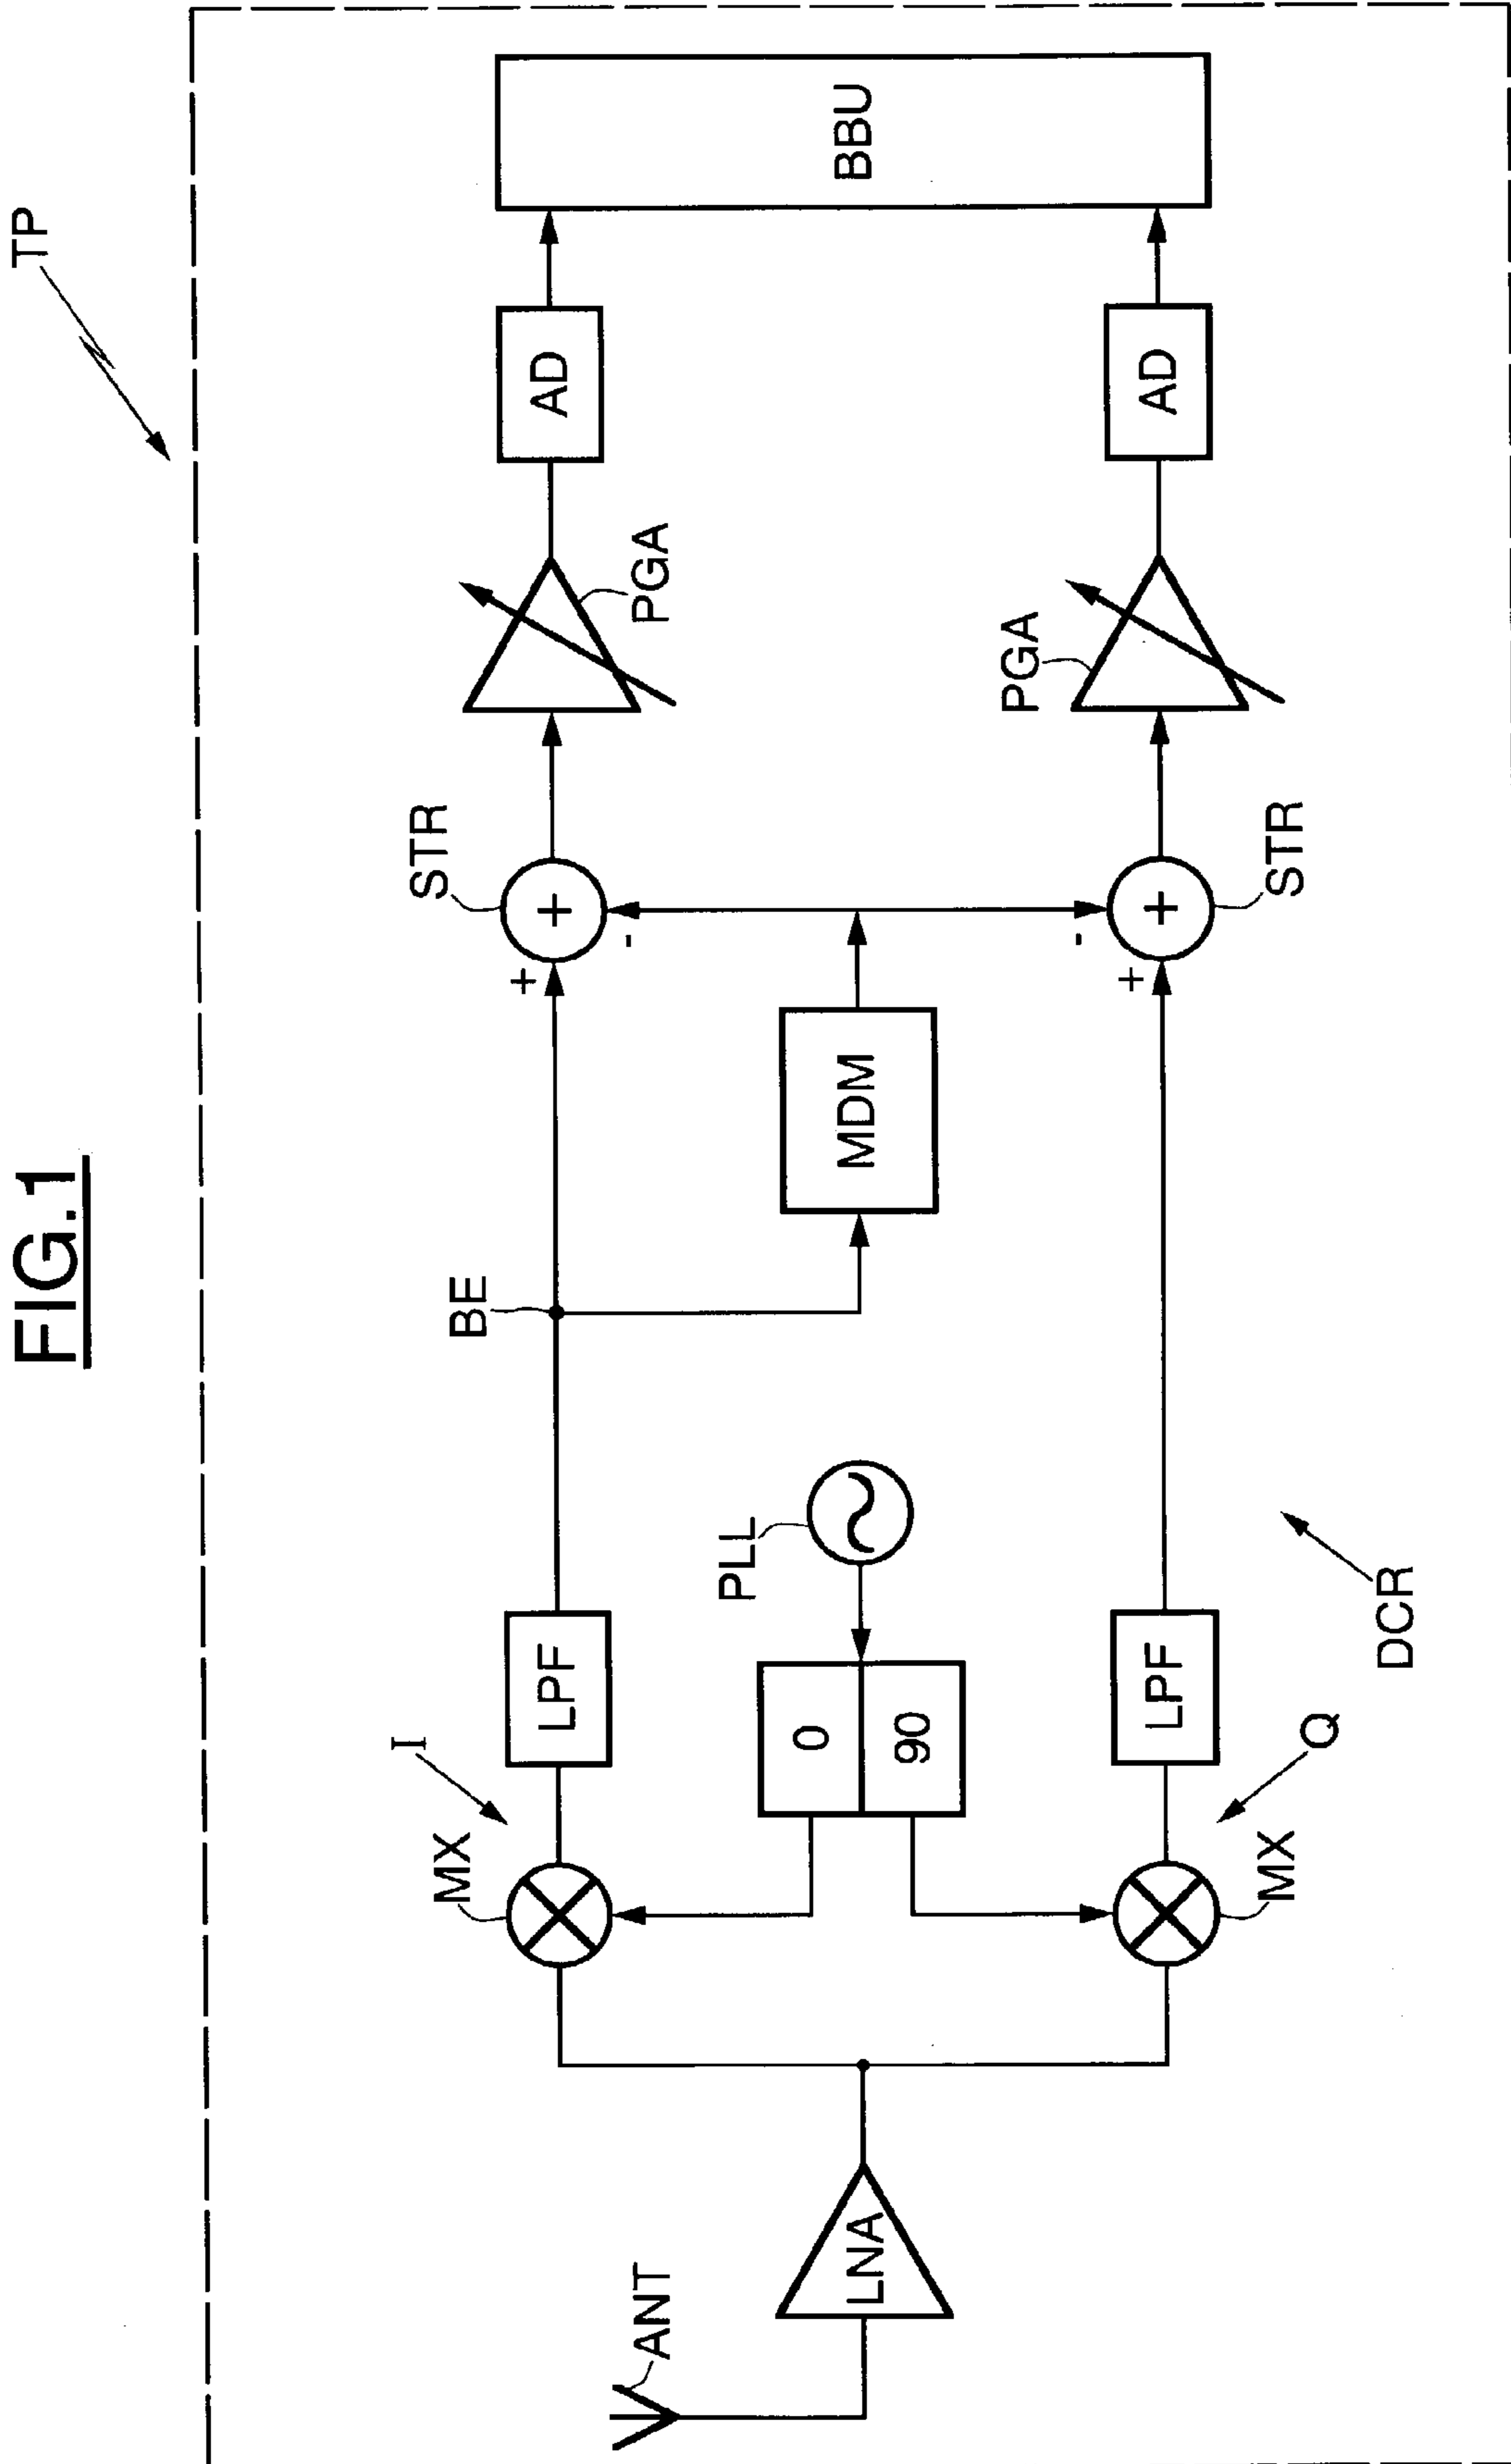 FIG.1
TP
STR
BE
I
MX
LPF
+
+
-
PGA
AD
BBU
ANT
LNA
0
90
PLL
MDM
PGA
AD
MX
LPF
Q
+
+
-
STR
DCR